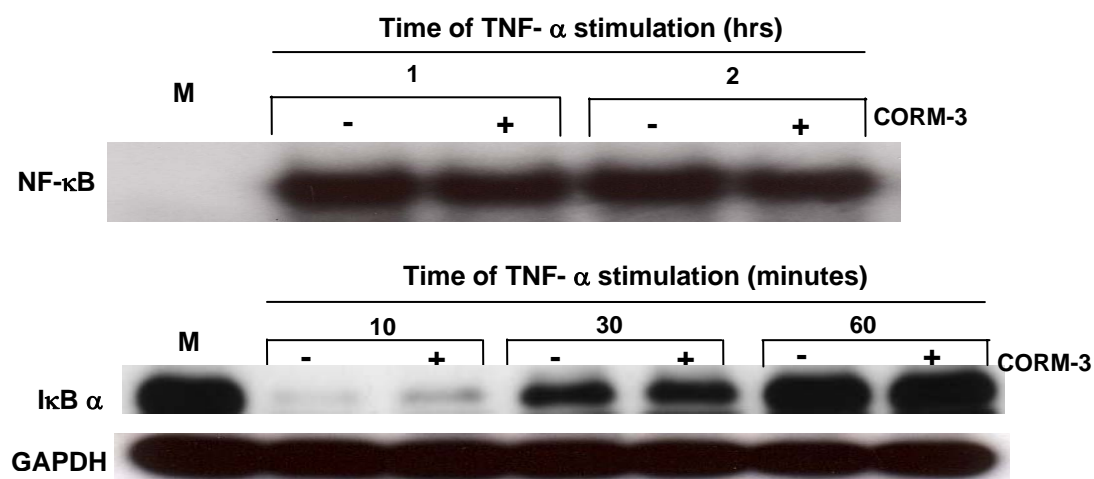 Time of TNF- α stimulation (hrs)
M 1 2
- + - + CORM-3
NF-κB
Time of TNF- α stimulation (minutes)
M 10 30 60
- + - + - + CORM-3
IκB α
GAPDH